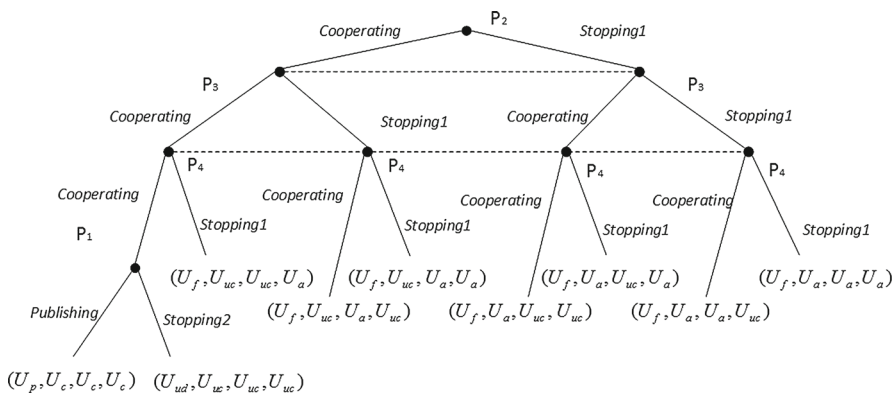 P₂
Cooperating Stopping1
P₃ P₃
Cooperating Stopping1 Cooperating Stopping1
P₄ P₄ P₄ P₄
Cooperating Cooperating Cooperating Cooperating
Stopping1 Stopping1 Stopping1 Stopping1
P₁
(U_f, U_uc, U_uc, U_a) (U_f, U_uc, U_a, U_a) (U_f, U_a, U_uc, U_a) (U_f, U_a, U_a, U_a)
(U_f, U_uc, U_a, U_uc) (U_f, U_a, U_uc, U_uc) (U_f, U_a, U_a, U_uc)
Publishing Stopping2
(U_p, U_c, U_c, U_c) (U_ud, U_uc, U_uc, U_uc)